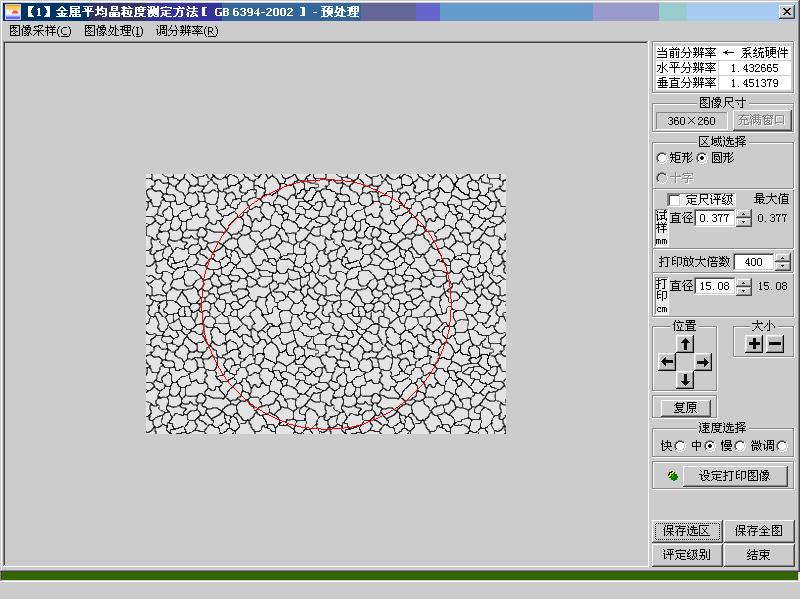 【1】金属平均晶粒度测定方法〖 GB 6394-2002 〗 - 预处理
图像采样(C) 图像处理(I) 调分辨率(R)
当前分辨率 ← 系统硬件
水平分辨率 1.432665
垂直分辨率 1.451379
图像尺寸
360×260 充满窗口
区域选择
矩形 圆形
十字
定尺评级 最大值
试样mm 直径 0.377 0.377
打印放大倍数 400
打印cm 直径 15.08 15.08
位置 大小
复原
速度选择
快 中 慢 微调
设定打印图像
保存选区 保存全图
评定级别 结束